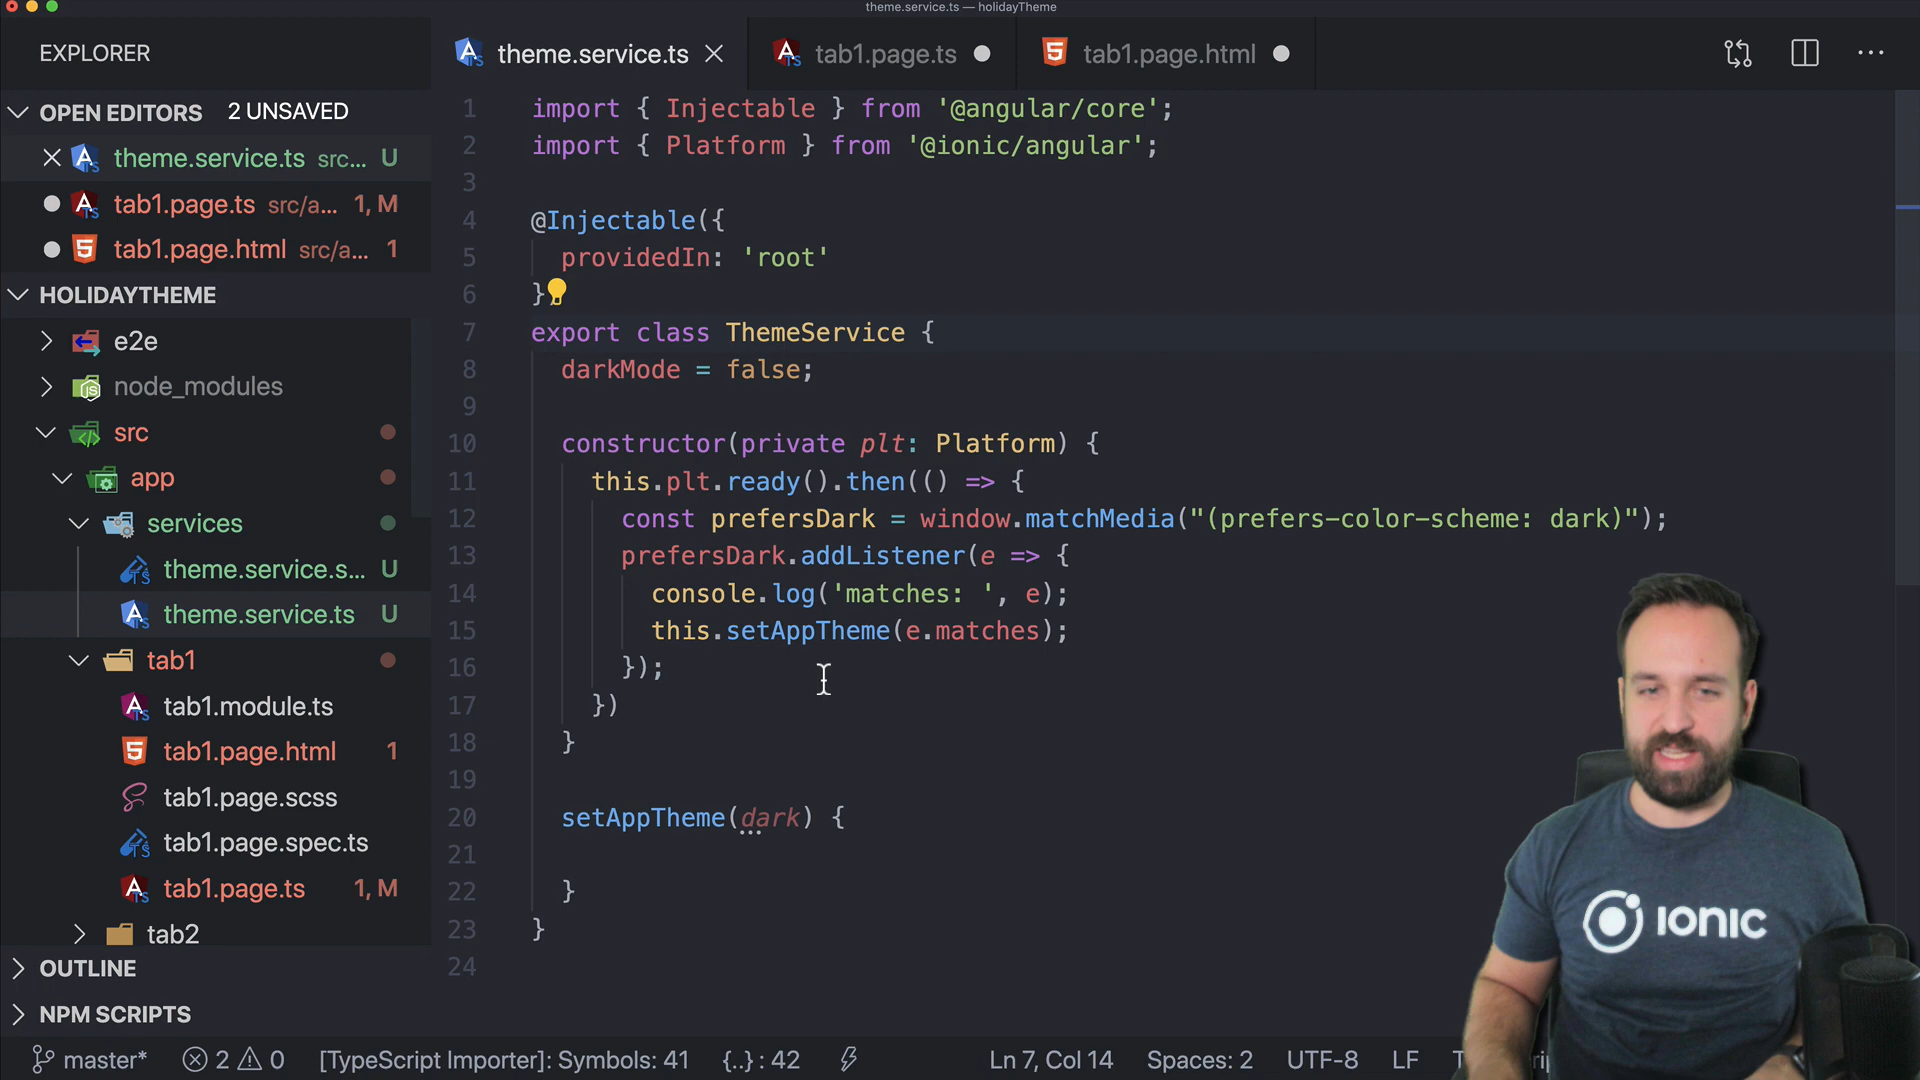 theme.service.ts — holidayTheme
EXPLORER
theme.service.ts
tab1.page.ts
tab1.page.html
OPEN EDITORS 2 UNSAVED
theme.service.ts src... U
tab1.page.ts src/a... 1, M
tab1.page.html src/a... 1
HOLIDAYTHEME
e2e
node_modules
src
app
services
theme.service.s... U
theme.service.ts U
tab1
tab1.module.ts
tab1.page.html 1
tab1.page.scss
tab1.page.spec.ts
tab1.page.ts 1, M
tab2
OUTLINE
NPM SCRIPTS
1 import { Injectable } from '@angular/core';
2 import { Platform } from '@ionic/angular';
3
4 @Injectable({
5 providedIn: 'root'
6 }
7 export class ThemeService {
8 darkMode = false;
9
10 constructor(private plt: Platform) {
11 this.plt.ready().then(() => {
12 const prefersDark = window.matchMedia("(prefers-color-scheme: dark)");
13 prefersDark.addListener(e => {
14 console.log('matches: ', e);
15 this.setAppTheme(e.matches);
16 });
17 })
18 }
19
20 setAppTheme(dark) {
21
22 }
23 }
24
IONIC
master* 2 0 [TypeScript Importer]: Symbols: 41 {..} : 42 Ln 7, Col 14 Spaces: 2 UTF-8 LF